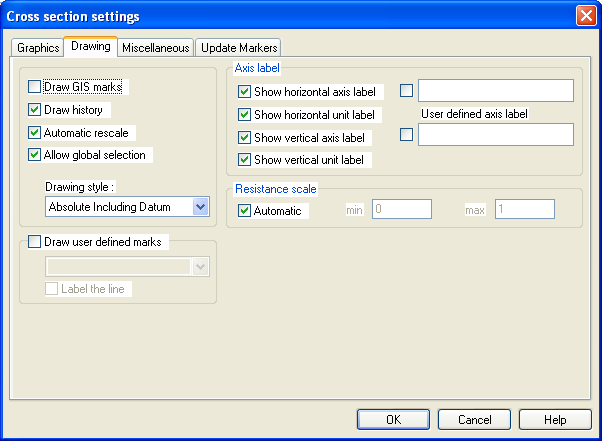 Cross section settings
Graphics Drawing Miscellaneous Update Markers
Draw GIS marks
Draw history
Automatic rescale
Allow global selection
Drawing style :
Absolute Including Datum
Draw user defined marks
Label the line
Axis label
Show horizontal axis label
Show horizontal unit label
User defined axis label
Show vertical axis label
Show vertical unit label
Resistance scale
Automatic min 0 max 1
OK Cancel Help